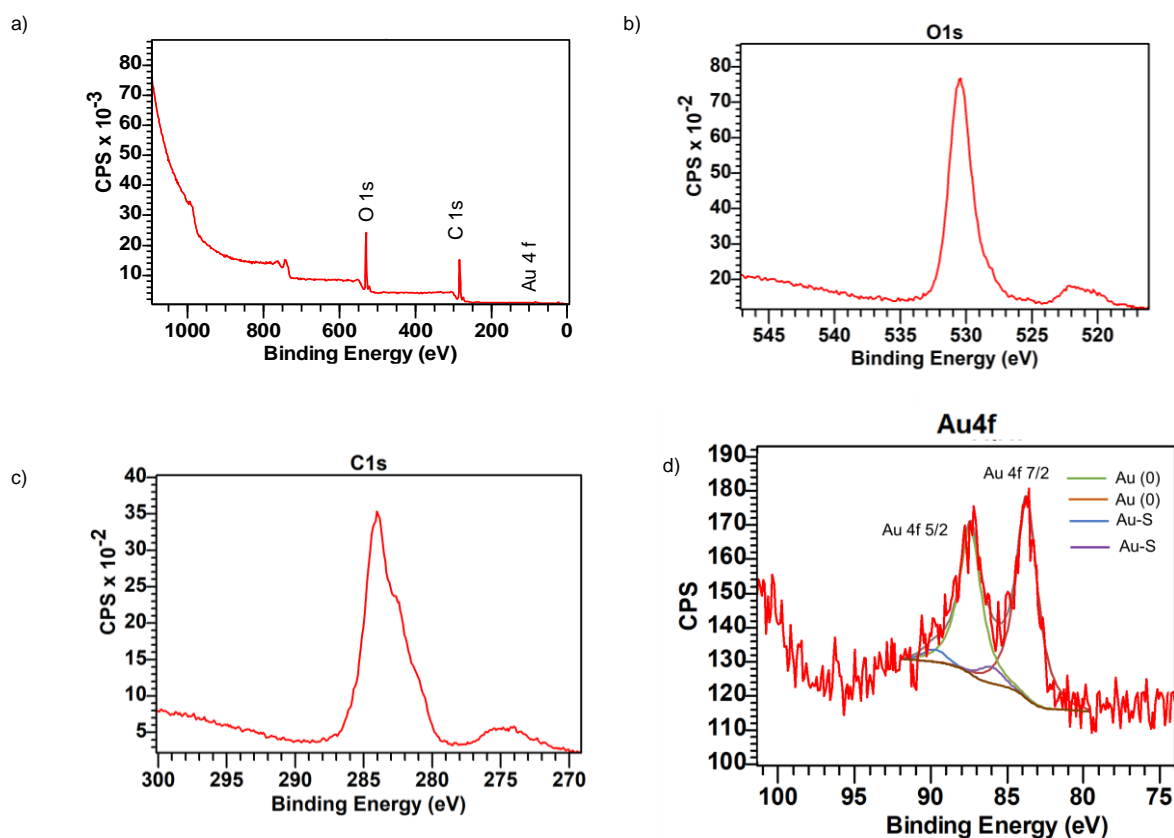 a)
CPS x 10-3
80
70
60
50
40
30
20
10
O 1s
C 1s
Au 4 f
1000 800 600 400 200 0
Binding Energy (eV)
b)
O1s
CPS x 10-2
80
70
60
50
40
30
20
545 540 535 530 525 520
Binding Energy (eV)
c)
C1s
CPS x 10-2
40
35
30
25
20
15
10
5
300 295 290 285 280 275 270
Binding Energy (eV)
Au4f
d)
CPS
190
180
170
160
150
140
130
120
110
100
Au 4f 7/2
Au 4f 5/2
Au (0)
Au (0)
Au-S
Au-S
100 95 90 85 80 75
Binding Energy (eV)